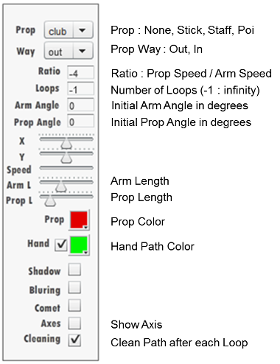 Prop club Prop : None, Stick, Staff, Poi
Way out Prop Way : Out, In
Ratio -4 Ratio : Prop Speed / Arm Speed
Loops -1 Number of Loops (-1 : infinity)
Arm Angle 0 Initial Arm Angle in degrees
Prop Angle 0 Initial Prop Angle in degrees
X
Y
Speed
Arm L Arm Length
Prop L Prop Length
Prop Prop Color
Hand Hand Path Color
Shadow
Bluring
Comet
Axes Show Axis
Cleaning Clean Path after each Loop